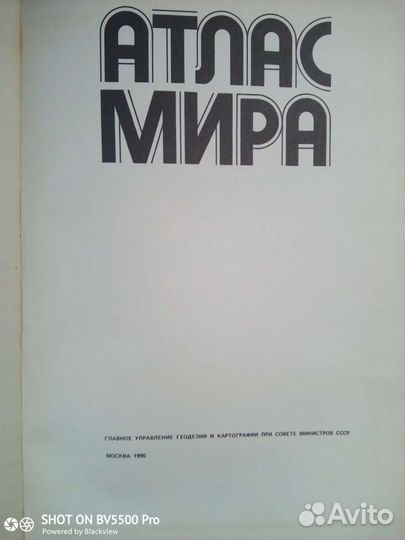 АТЛАС
МИРА
ГЛАВНОЕ УПРАВЛЕНИЕ ГЕОДЕЗИИ И КАРТОГРАФИИ ПРИ СОВЕТЕ МИНИСТРОВ СССР
МОСКВА 1990
SHOT ON BV5500 Pro
Powered by Blackview
Avito